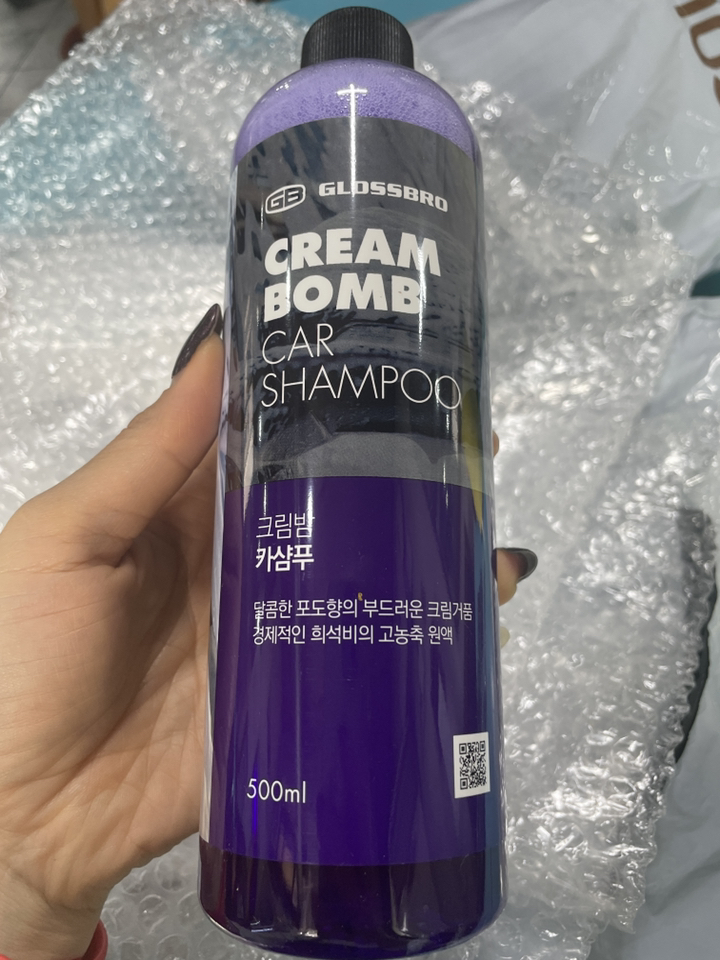 GB GLOSSBRO
CREAM
BOMB
CAR
SHAMPOO
크림밤
카샴푸
달콤한 포도향의 부드러운 크림거품
경제적인 희석비의 고농축 원액
500ml